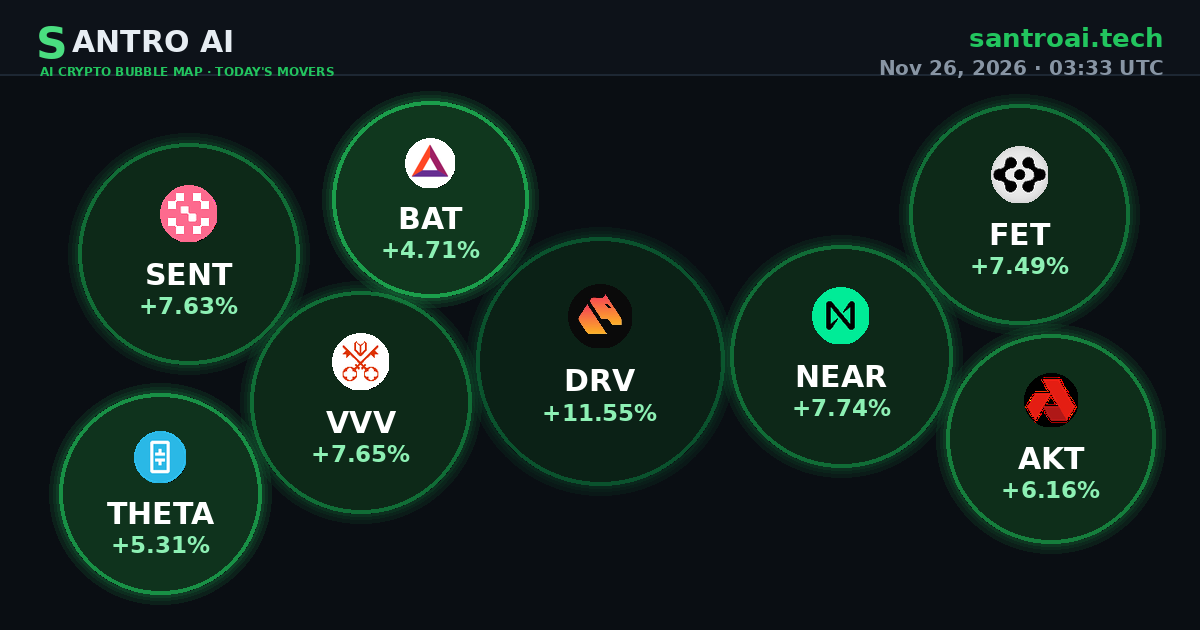 SANTRO AI
AI CRYPTO BUBBLE MAP · TODAY'S MOVERS
santroai.tech
Nov 26, 2026 · 03:33 UTC
SENT
+7.63%
BAT
+4.71%
FET
+7.49%
VVV
+7.65%
DRV
+11.55%
NEAR
+7.74%
THETA
+5.31%
AKT
+6.16%